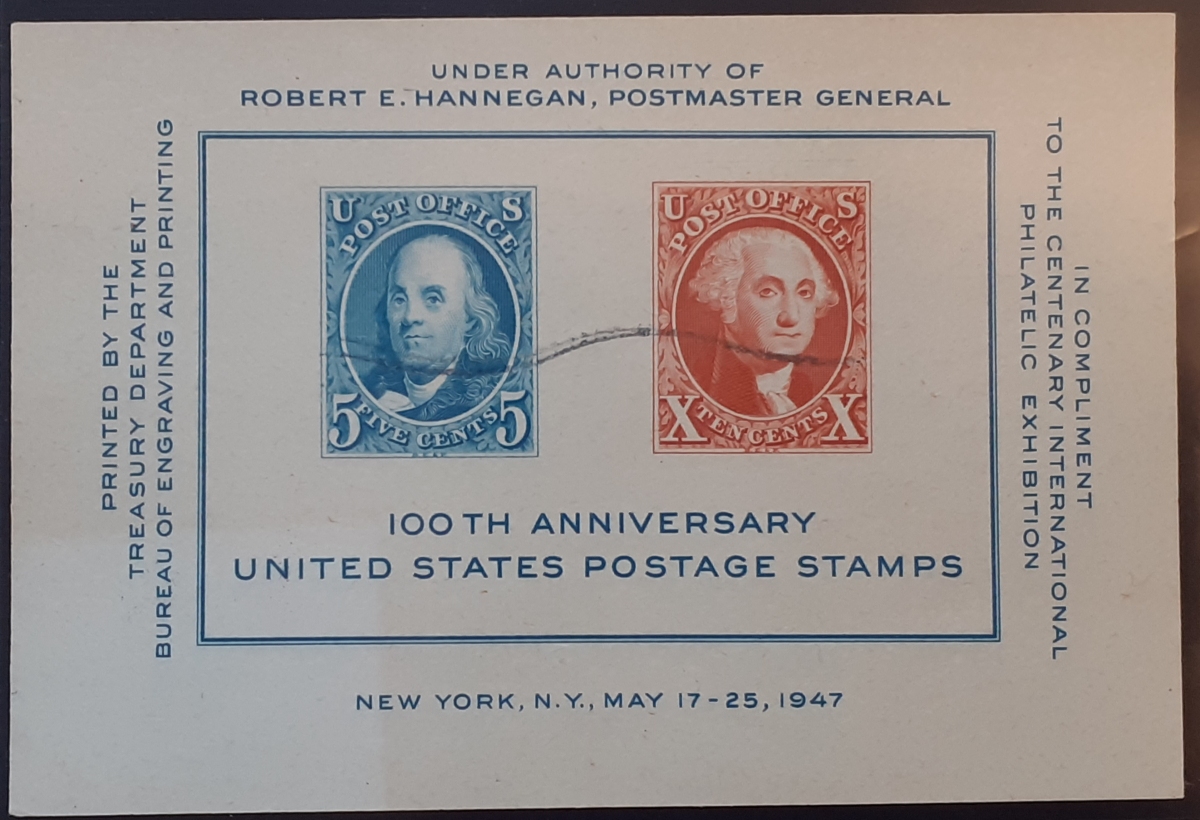 UNDER AUTHORITY OF
ROBERT E. HANNEGAN, POSTMASTER GENERAL
PRINTED BY THE
TREASURY DEPARTMENT
BUREAU OF ENGRAVING AND PRINTING
U S
POST OFFICE
5 FIVE CENTS 5
U S
POST OFFICE
X TEN CENTS X
100TH ANNIVERSARY
UNITED STATES POSTAGE STAMPS
IN COMPLIMENT
TO THE CENTENARY INTERNATIONAL
PHILATELIC EXHIBITION
NEW YORK, N.Y., MAY 17-25, 1947